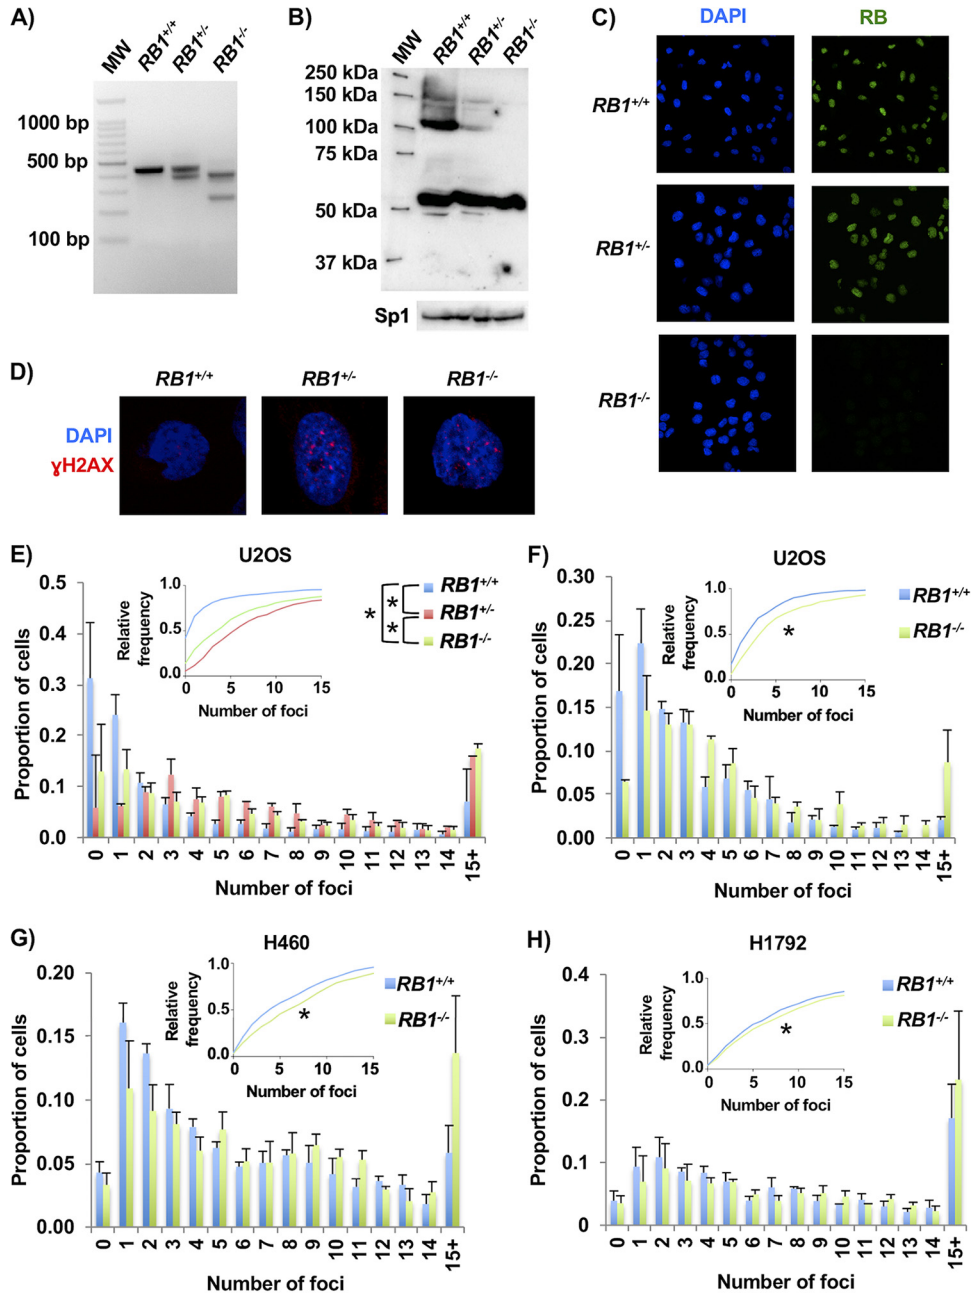 A)
MW
RB1+/+
RB1+/-
RB1-/-
1000 bp
500 bp
100 bp
B)
MW
RB1+/+
RB1+/-
RB1-/-
250 kDa
150 kDa
100 kDa
75 kDa
50 kDa
37 kDa
Sp1
C)
DAPI
RB
RB1+/+
RB1+/-
RB1-/-
D)
RB1+/+
RB1+/-
RB1-/-
DAPI
ɣH2AX
E)
U2OS
Proportion of cells
0.5
0.4
0.3
0.2
0.1
0.0
Relative
frequency
1.0
0.5
0.0
0 5 10 15
Number of foci
* * *
RB1+/+
RB1+/-
RB1-/-
0 1 2 3 4 5 6 7 8 9 10 11 12 13 14 15+
Number of foci
F)
U2OS
Proportion of cells
0.30
0.25
0.20
0.15
0.10
0.05
0.00
Relative
frequency
1.0
0.5
0.0
*
0 5 10 15
Number of foci
RB1+/+
RB1-/-
0 1 2 3 4 5 6 7 8 9 10 11 12 13 14 15+
Number of foci
G)
H460
Proportion of cells
0.20
0.15
0.10
0.05
0.00
Relative
frequency
1.0
0.5
0.0
*
0 5 10 15
Number of foci
RB1+/+
RB1-/-
0 1 2 3 4 5 6 7 8 9 10 11 12 13 14 15+
Number of foci
H)
H1792
Proportion of cells
0.4
0.3
0.2
0.1
0
Relative
frequency
1.0
0.5
0.0
*
0 5 10 15
Number of foci
RB1+/+
RB1-/-
0 1 2 3 4 5 6 7 8 9 10 11 12 13 14 15+
Number of foci